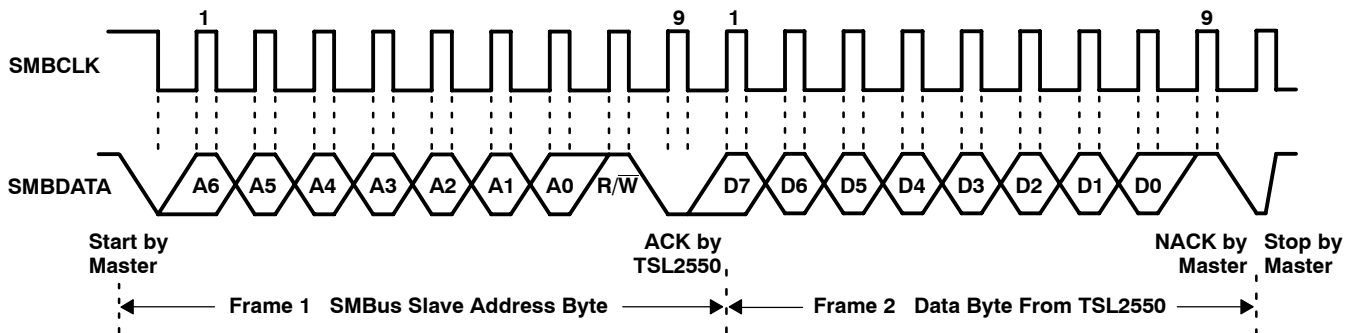 1 9 1 9
SMBCLK
SMBDATA A6 A5 A4 A3 A2 A1 A0 R/W̅ D7 D6 D5 D4 D3 D2 D1 D0
Start by Master
ACK by TSL2550
NACK by Master
Stop by Master
Frame 1 SMBus Slave Address Byte
Frame 2 Data Byte From TSL2550